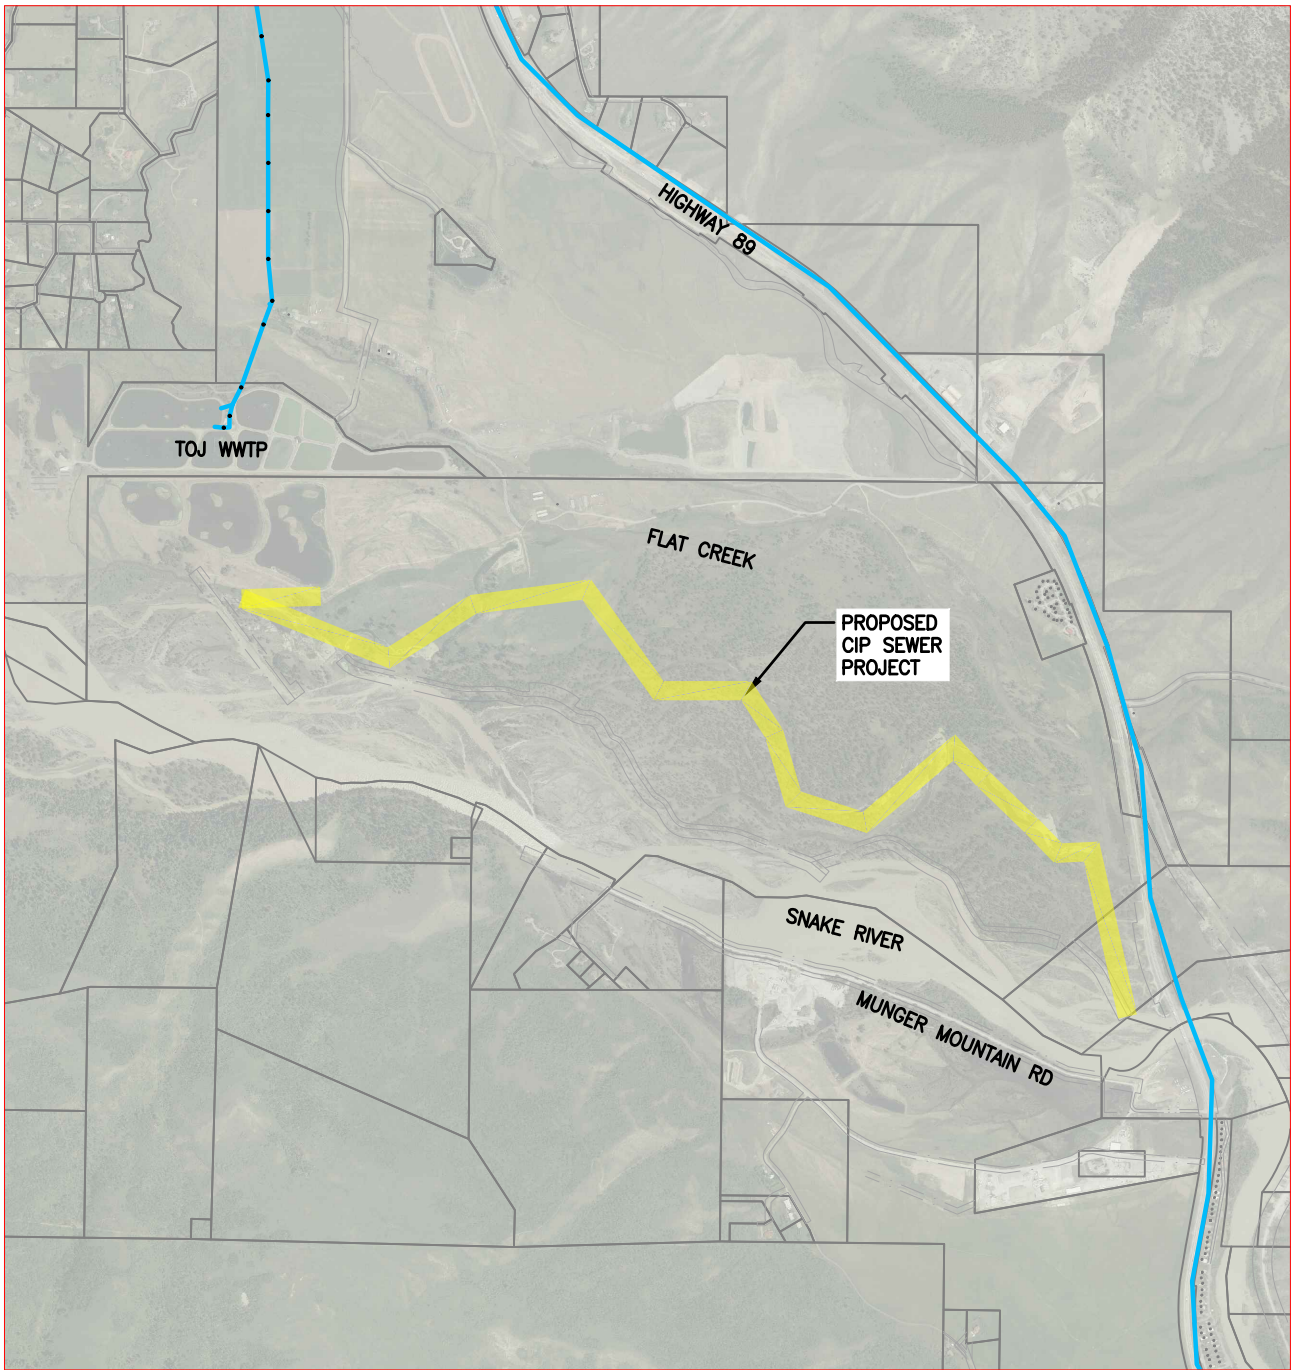 HIGHWAY 89
TOJ WWTP
FLAT CREEK
PROPOSED
CIP SEWER
PROJECT
SNAKE RIVER
MUNGER MOUNTAIN RD